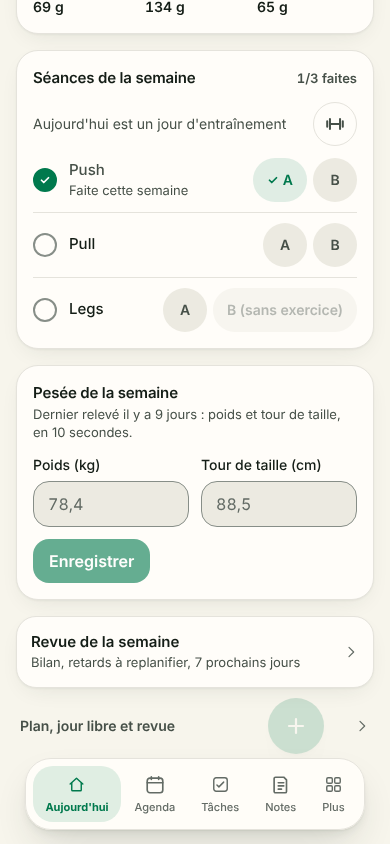 69 g 134 g 65 g
Séances de la semaine 1/3 faites
Aujourd'hui est un jour d'entraînement
Push
Faite cette semaine
A B
Pull A B
Legs A B (sans exercice)
Pesée de la semaine
Dernier relevé il y a 9 jours : poids et tour de taille,
en 10 secondes.
Poids (kg) Tour de taille (cm)
78,4 88,5
Enregistrer
Revue de la semaine
Bilan, retards à replanifier, 7 prochains jours
Plan, jour libre et revue
Aujourd'hui Agenda Tâches Notes Plus